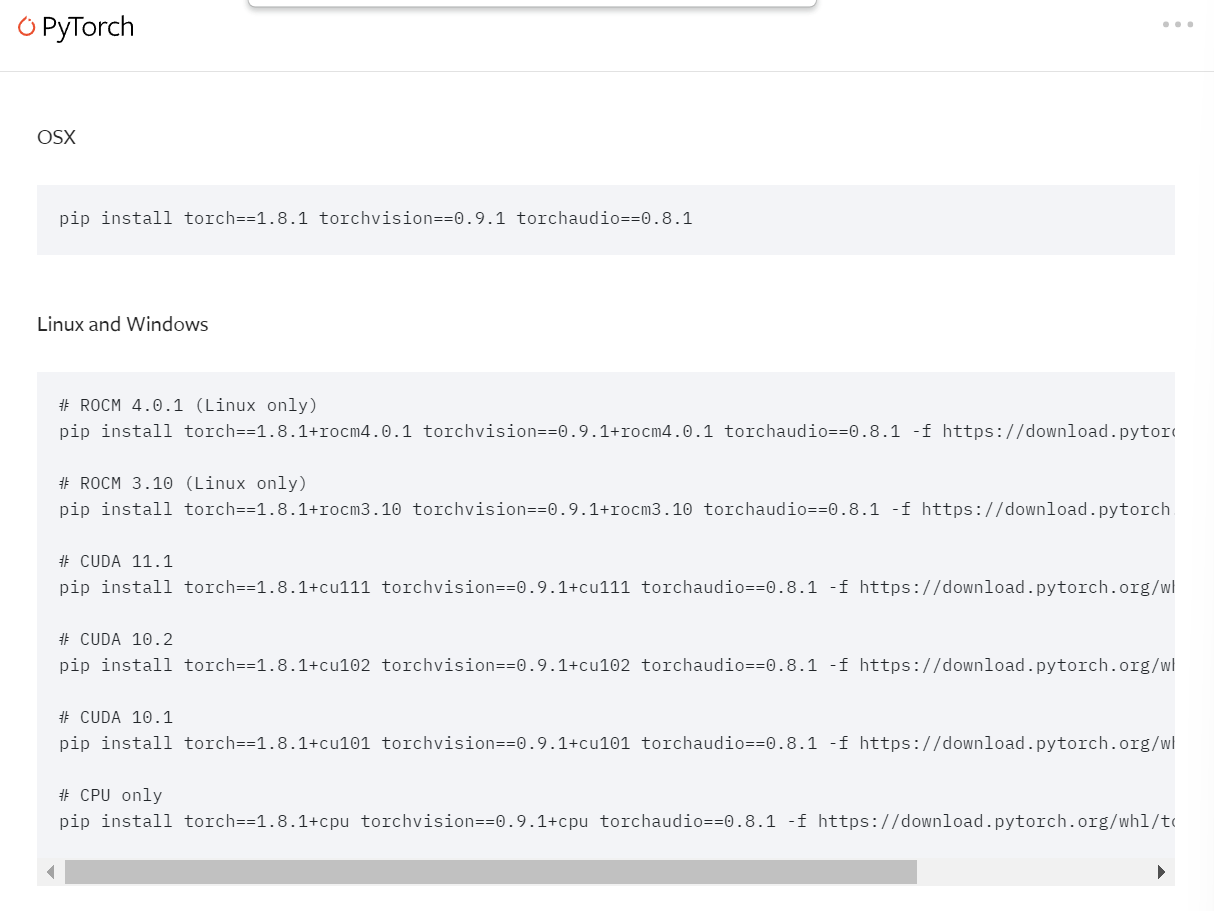 PyTorch
OSX
pip install torch==1.8.1 torchvision==0.9.1 torchaudio==0.8.1
Linux and Windows
# ROCM 4.0.1 (Linux only)
pip install torch==1.8.1+rocm4.0.1 torchvision==0.9.1+rocm4.0.1 torchaudio==0.8.1 -f https://download.pytorc
# ROCM 3.10 (Linux only)
pip install torch==1.8.1+rocm3.10 torchvision==0.9.1+rocm3.10 torchaudio==0.8.1 -f https://download.pytorch
# CUDA 11.1
pip install torch==1.8.1+cu111 torchvision==0.9.1+cu111 torchaudio==0.8.1 -f https://download.pytorch.org/wh
# CUDA 10.2
pip install torch==1.8.1+cu102 torchvision==0.9.1+cu102 torchaudio==0.8.1 -f https://download.pytorch.org/wh
# CUDA 10.1
pip install torch==1.8.1+cu101 torchvision==0.9.1+cu101 torchaudio==0.8.1 -f https://download.pytorch.org/wh
# CPU only
pip install torch==1.8.1+cpu torchvision==0.9.1+cpu torchaudio==0.8.1 -f https://download.pytorch.org/whl/to